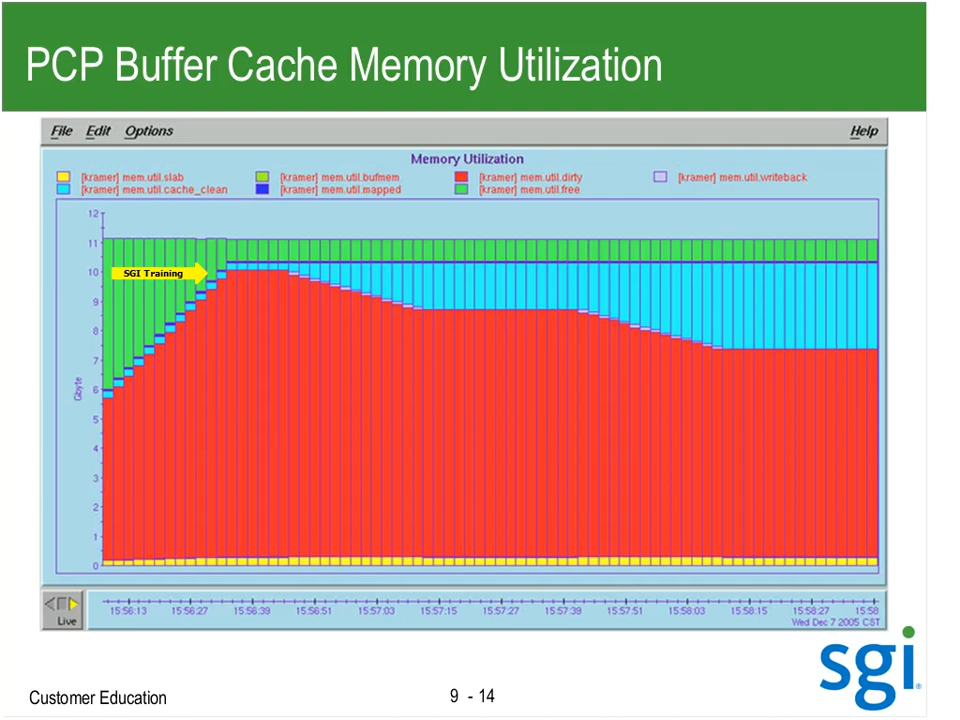 PCP Buffer Cache Memory Utilization
File Edit Options Help
Memory Utilization
[kramer] mem.util.slab [kramer] mem.util.bufmem [kramer] mem.util.dirty [kramer] mem.util.writeback
[kramer] mem.util.cache_clean [kramer] mem.util.mapped [kramer] mem.util.free
12
11
10
9
8
7
6
5
4
3
2
1
0
Gbyte
SGI Training
15:56:13 15:56:27 15:56:39 15:56:51 15:57:03 15:57:15 15:57:27 15:57:39 15:57:51 15:58:03 15:58:15 15:58:27 15:58
Live
Wed Dec 7 2005 CST
sgi®
Customer Education
9 - 14